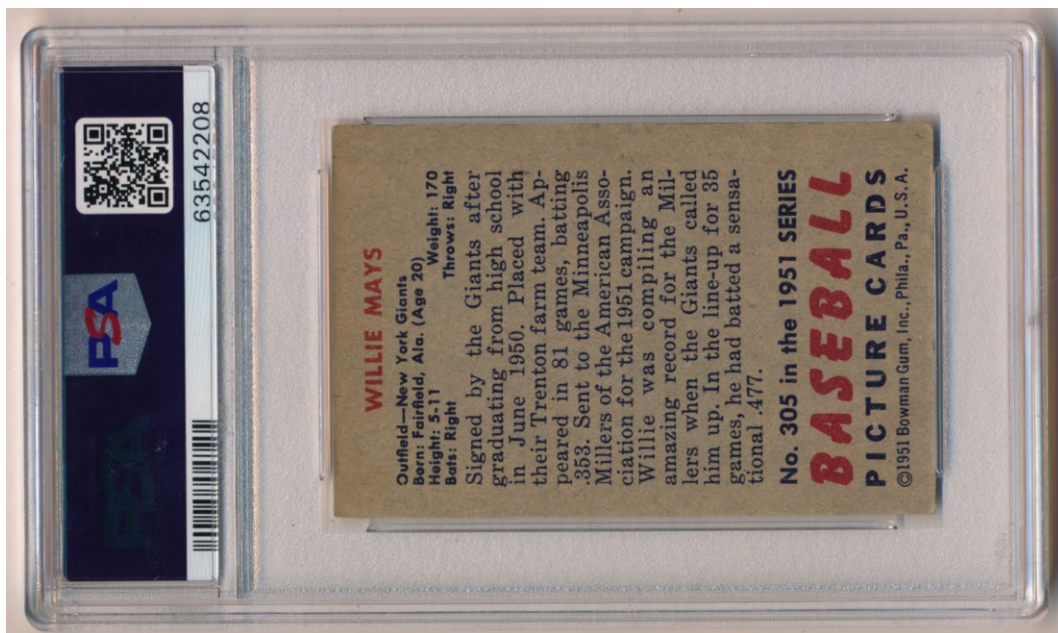 63542208
PSA
PSA
WILLIE MAYS
Outfield—New York Giants
Born: Fairfield, Ala. (Age 20)
Height: 5-11 Weight: 170
Bats: Right Throws: Right
Signed by the Giants after
graduating from high school
in June 1950. Placed with
their Trenton farm team. Ap-
peared in 81 games, batting
.353. Sent to the Minneapolis
Millers of the American Asso-
ciation for the 1951 campaign.
Willie was compiling an
amazing record for the Mil-
lers when the Giants called
him up. In the line-up for 35
games, he had batted a sensa-
tional .477.
No. 305 in the 1951 SERIES
BASEBALL
PICTURE CARDS
©1951 Bowman Gum, Inc., Phila., Pa., U.S.A.